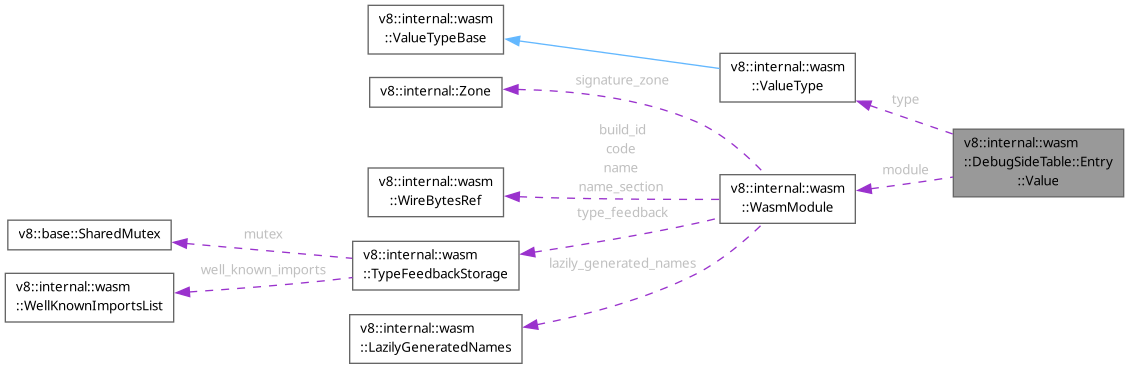 v8::internal::wasm
::ValueTypeBase
v8::internal::wasm
::ValueType
v8::internal::Zone
signature_zone
type
build_id
code
name
name_section
v8::internal::wasm
::DebugSideTable::Entry
::Value
module
v8::internal::wasm
::WireBytesRef
v8::internal::wasm
::WasmModule
type_feedback
v8::base::SharedMutex
mutex
v8::internal::wasm
::TypeFeedbackStorage
well_known_imports
lazily_generated_names
v8::internal::wasm
::WellKnownImportsList
v8::internal::wasm
::LazilyGeneratedNames